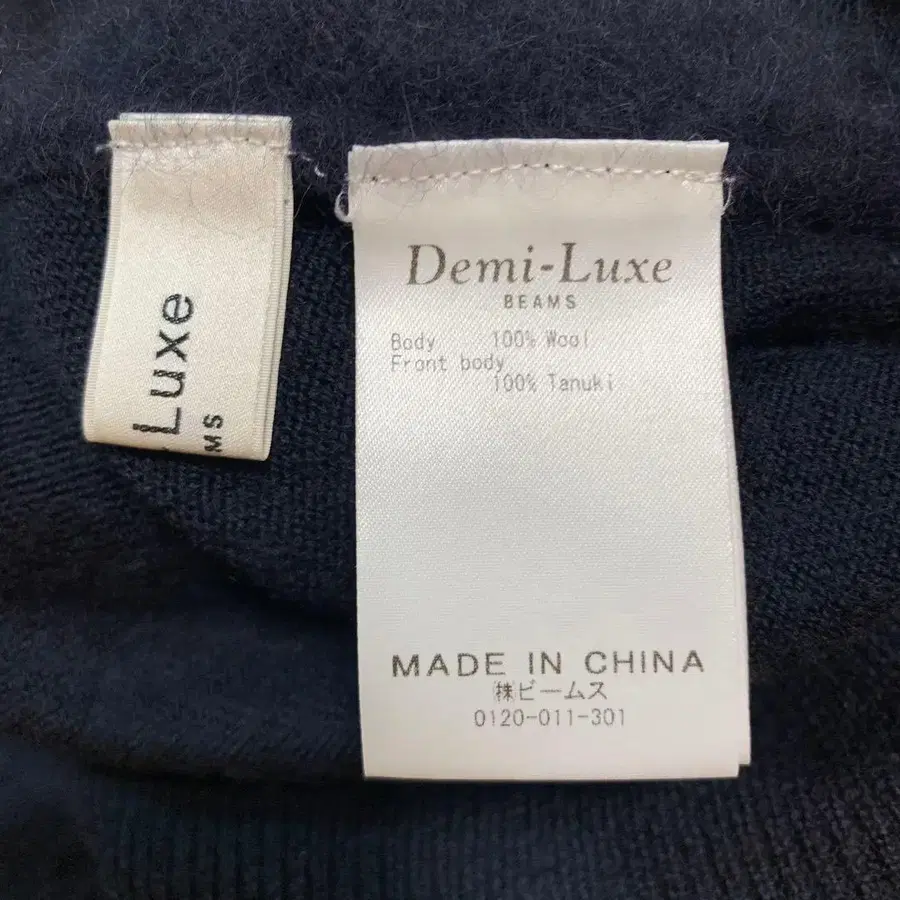 Luxe
MS
Demi-Luxe
BEAMS
Body 100% Wool
Front body
100% Tanuki
MADE IN CHINA
㈱ビームス
0120-011-301